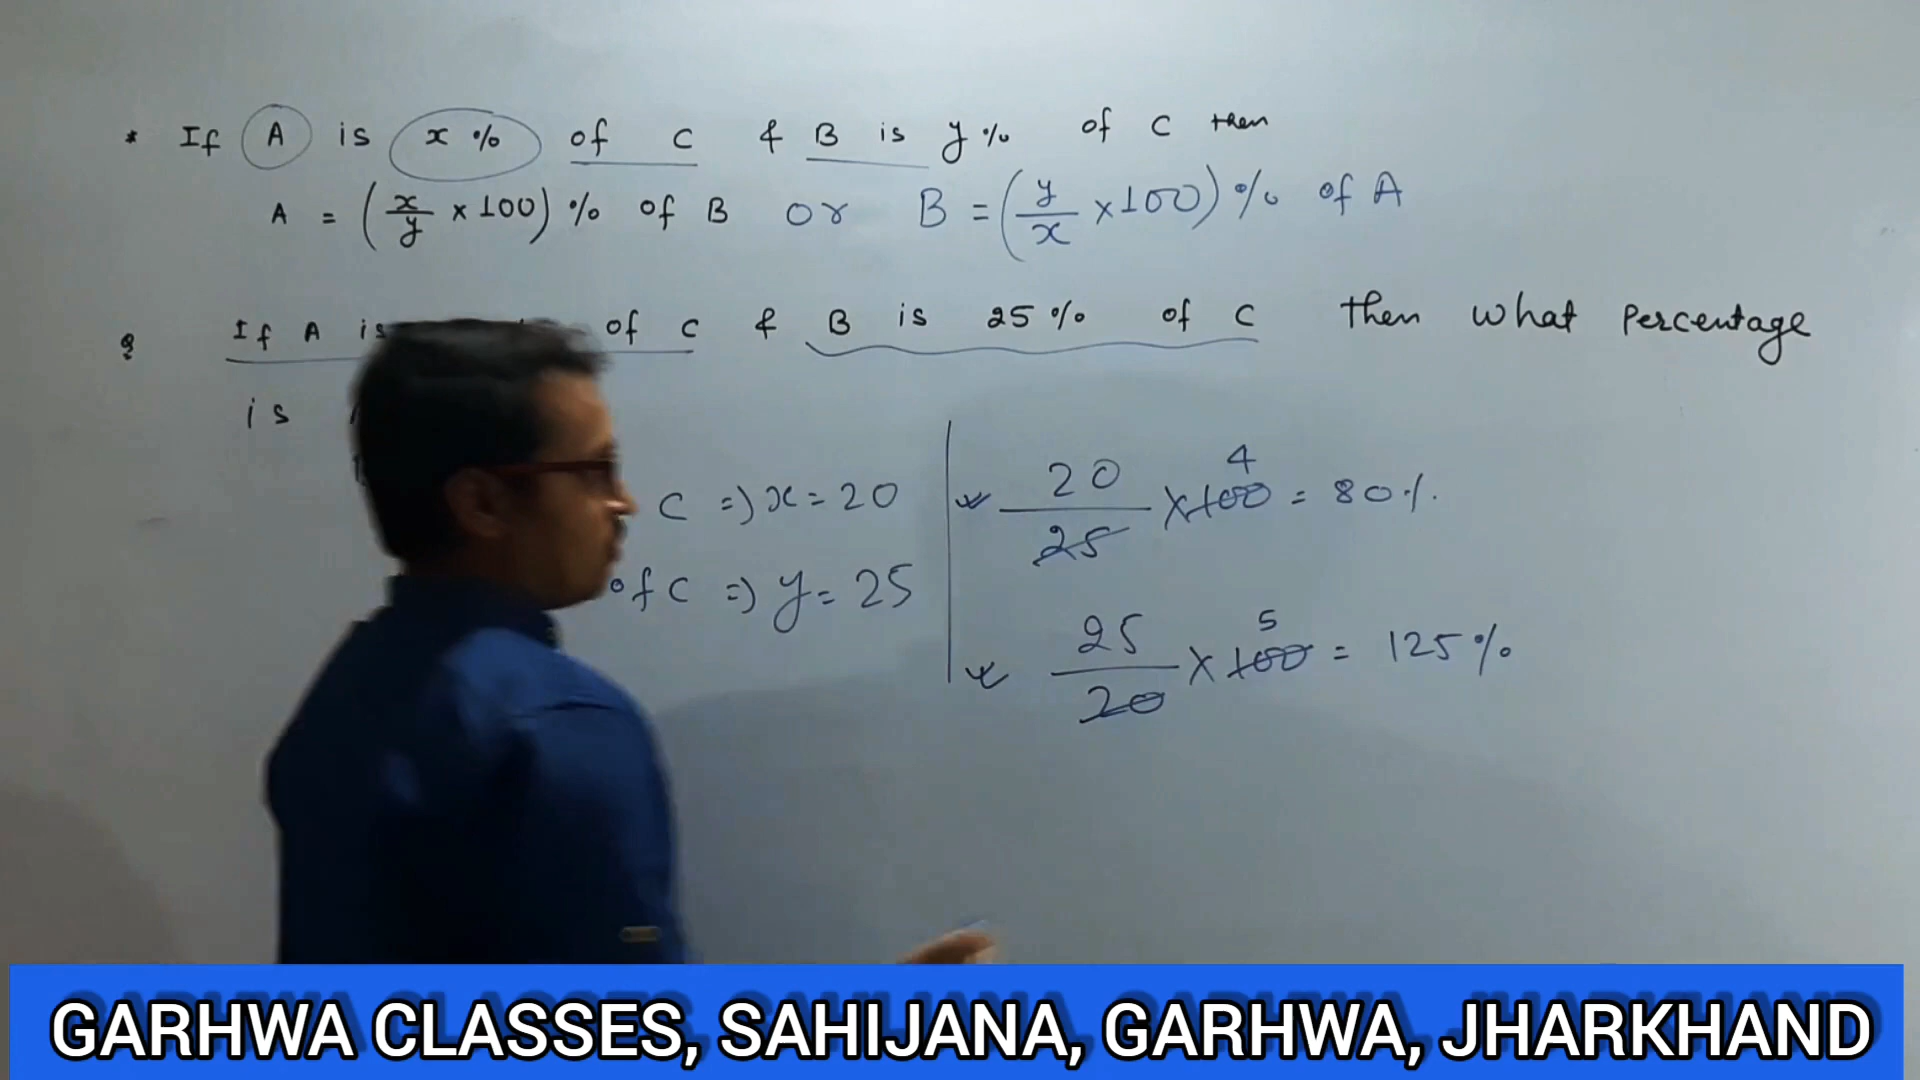 * If A is x % of C & B is y % of C then
A = (x/y × 100) % of B or B = (y/x × 100) % of A
Q If A is of C & B is 25 % of C Then what percentage
is
C => x = 20
of C => y = 25
20/25 × 100 4 = 80 %.
25/20 × 100 5 = 125 %
GARHWA CLASSES, SAHIJANA, GARHWA, JHARKHAND